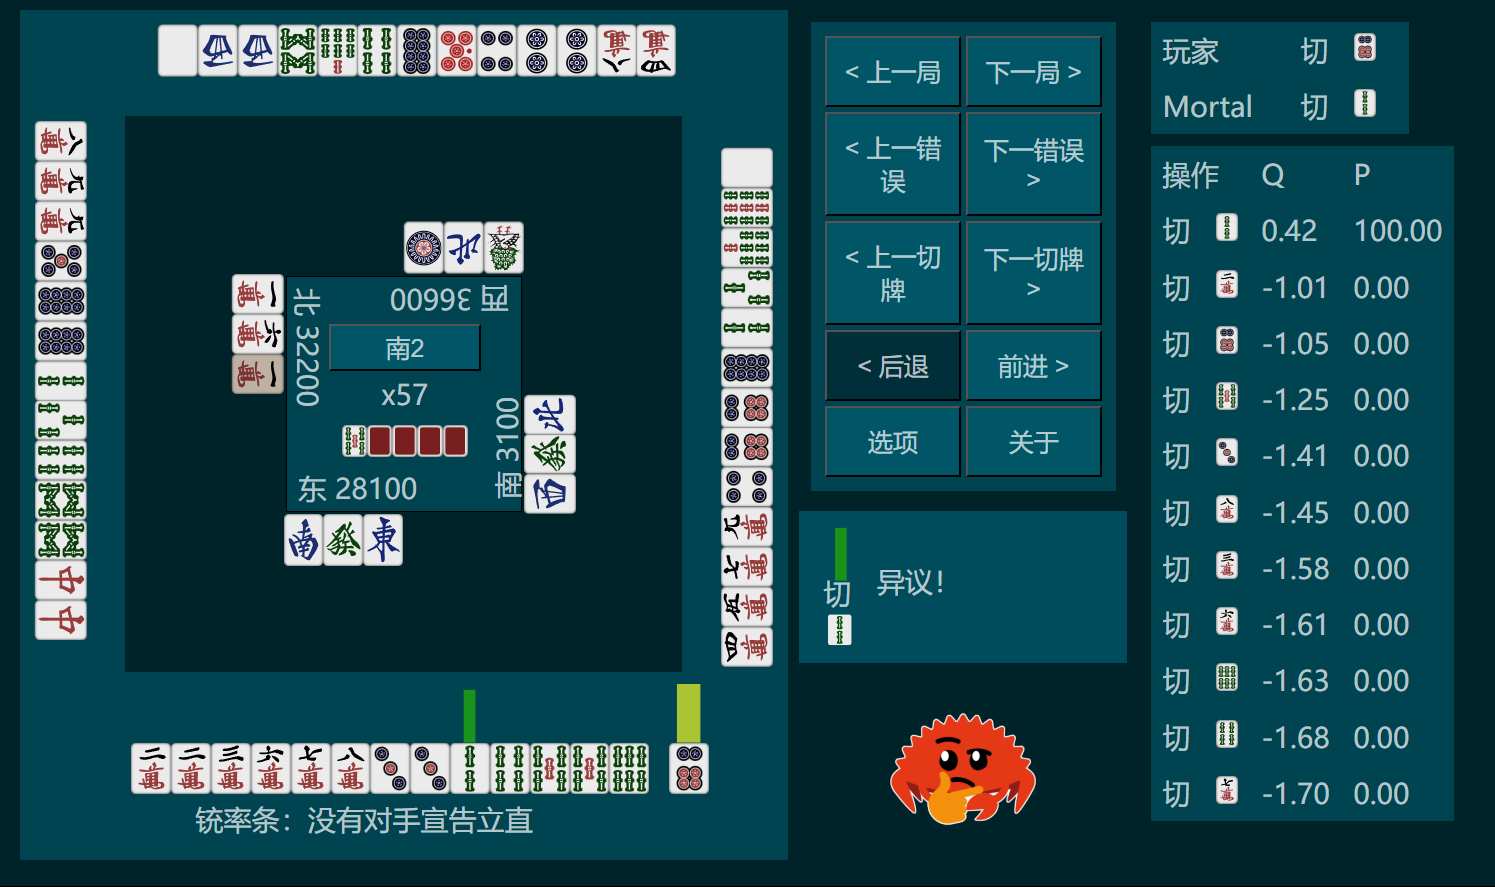 < 上一局
下一局 >
< 上一错
误
下一错误
>
< 上一切
牌
下一切牌
>
< 后退
前进 >
选项
关于
玩家 切
Mortal 切
操作 Q P
切 0.42 100.00
切 -1.01 0.00
切 -1.05 0.00
切 -1.25 0.00
切 -1.41 0.00
切 -1.45 0.00
切 -1.58 0.00
切 -1.61 0.00
切 -1.63 0.00
切 -1.68 0.00
切 -1.70 0.00
切
异议!
西 36600
北 32200
南2
x57
南 3100
东 28100
铳率条：没有对手宣告立直